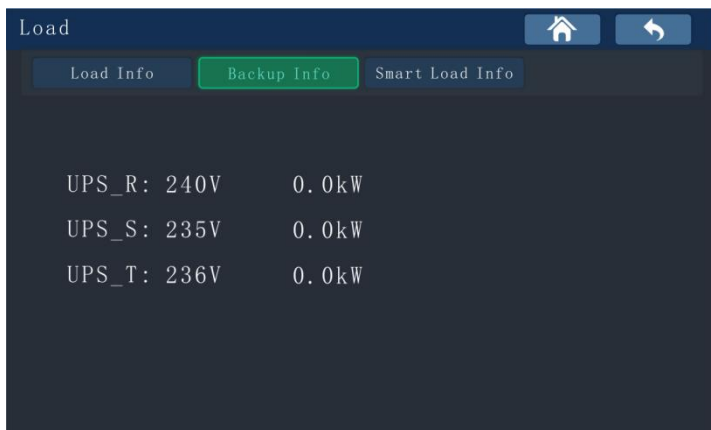 Load
Load Info Backup Info Smart Load Info
UPS_R: 240V 0.0kW
UPS_S: 235V 0.0kW
UPS_T: 236V 0.0kW